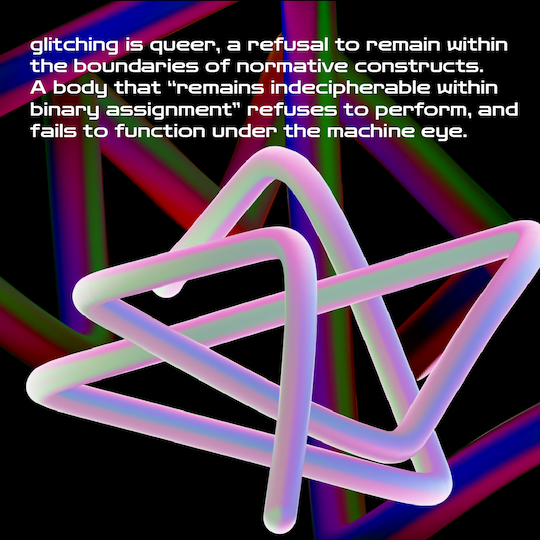 glitching is queer, a refusal to remain within
the boundaries of normative constructs.
A body that “remains indecipherable within
binary assignment” refuses to perform, and
fails to function under the machine eye.